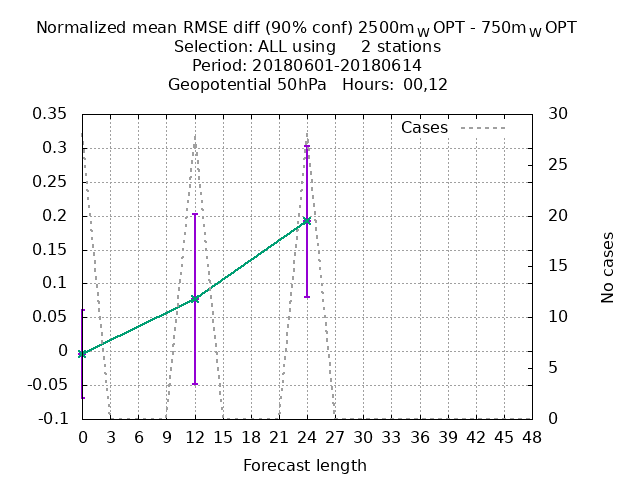 Normalized mean RMSE diff (90% conf) 2500m_W OPT - 750m_W OPT
Selection: ALL using 2 stations
Period: 20180601-20180614
Geopotential 50hPa Hours: 00,12
Cases
0.35
0.3
0.25
0.2
0.15
0.1
0.05
0
-0.05
-0.1
30
25
20
15
10
5
0
No cases
0 3 6 9 12 15 18 21 24 27 30 33 36 39 42 45 48
Forecast length